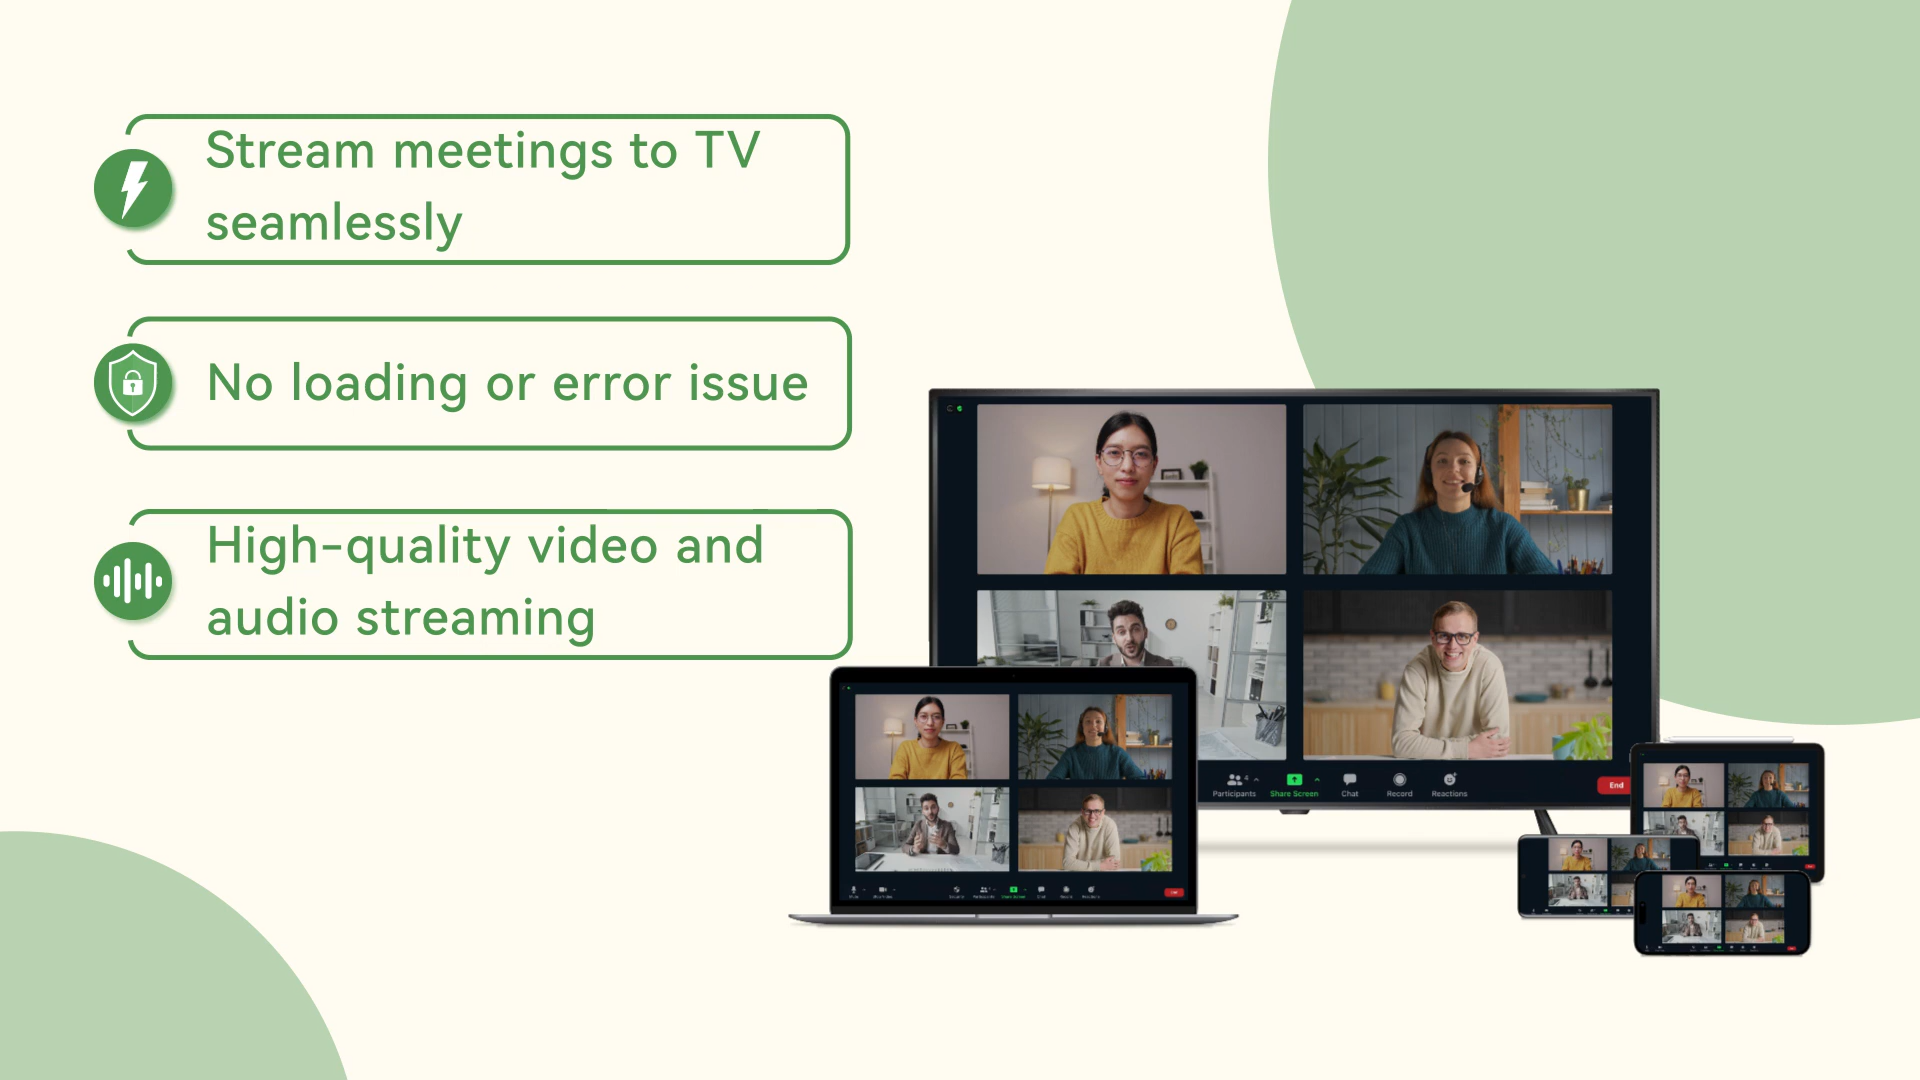 Stream meetings to TV
seamlessly
No loading or error issue
High-quality video and
audio streaming
Participants 4
Share Screen
Chat
Record
Reactions
End